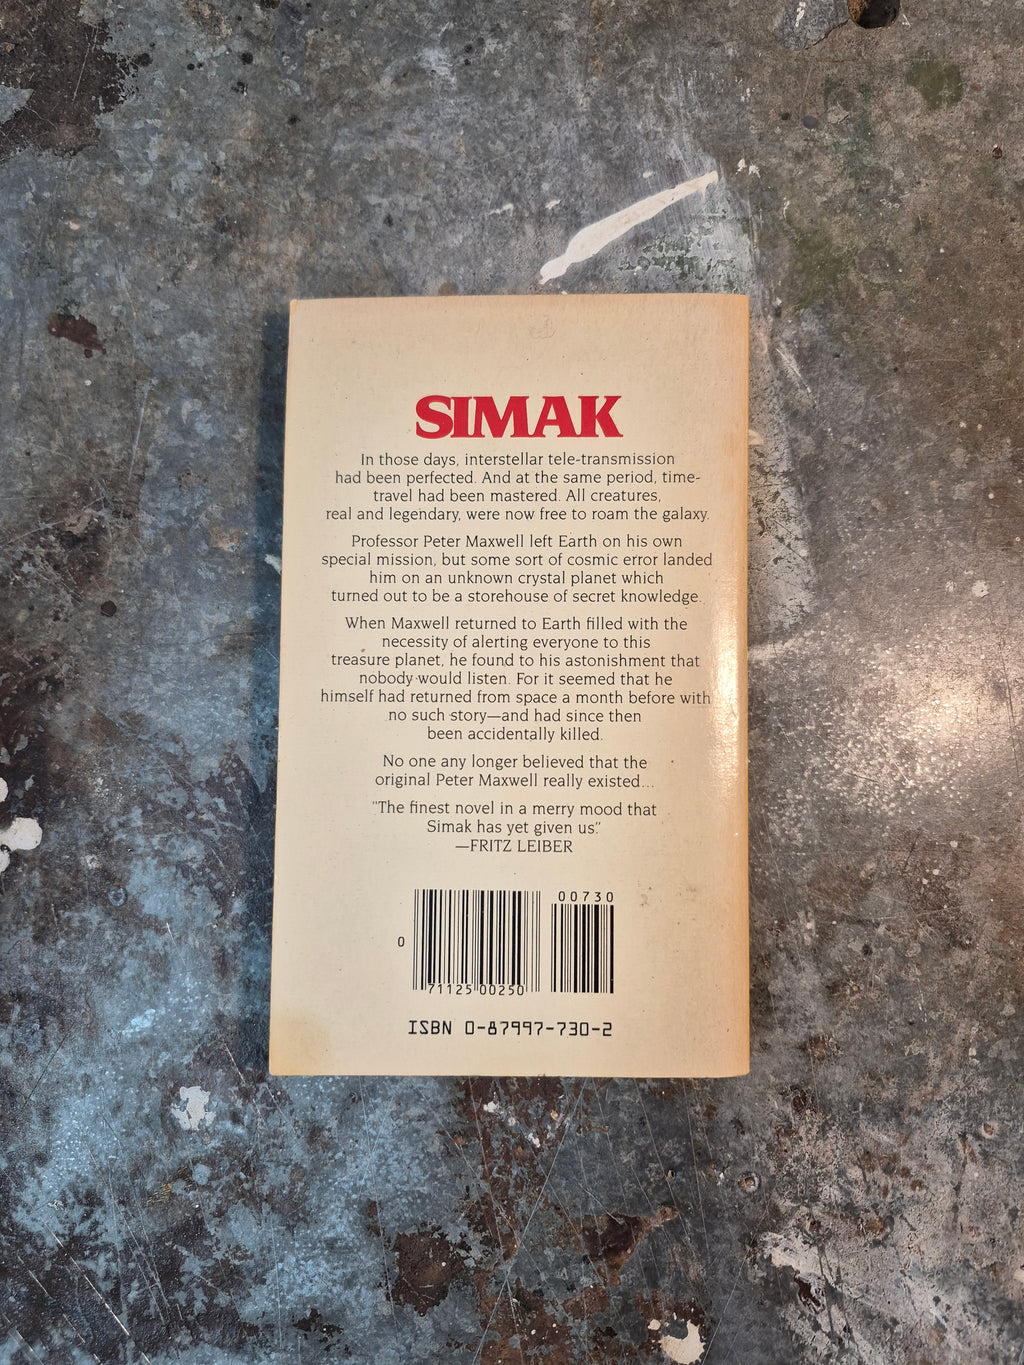 SIMAK
In those days, interstellar tele-transmission
had been perfected. And at the same period, time-
travel had been mastered. All creatures,
real and legendary, were now free to roam the galaxy.
Professor Peter Maxwell left Earth on his own
special mission, but some sort of cosmic error landed
him on an unknown crystal planet which
turned out to be a storehouse of secret knowledge.
When Maxwell returned to Earth filled with the
necessity of alerting everyone to this
treasure planet, he found to his astonishment that
nobody would listen. For it seemed that he
himself had returned from space a month before with
no such story—and had since then
been accidentally killed.
No one any longer believed that the
original Peter Maxwell really existed...
"The finest novel in a merry mood that
Simak has yet given us."
—FRITZ LEIBER
00730
0
71125 00250
ISBN 0-87997-730-2